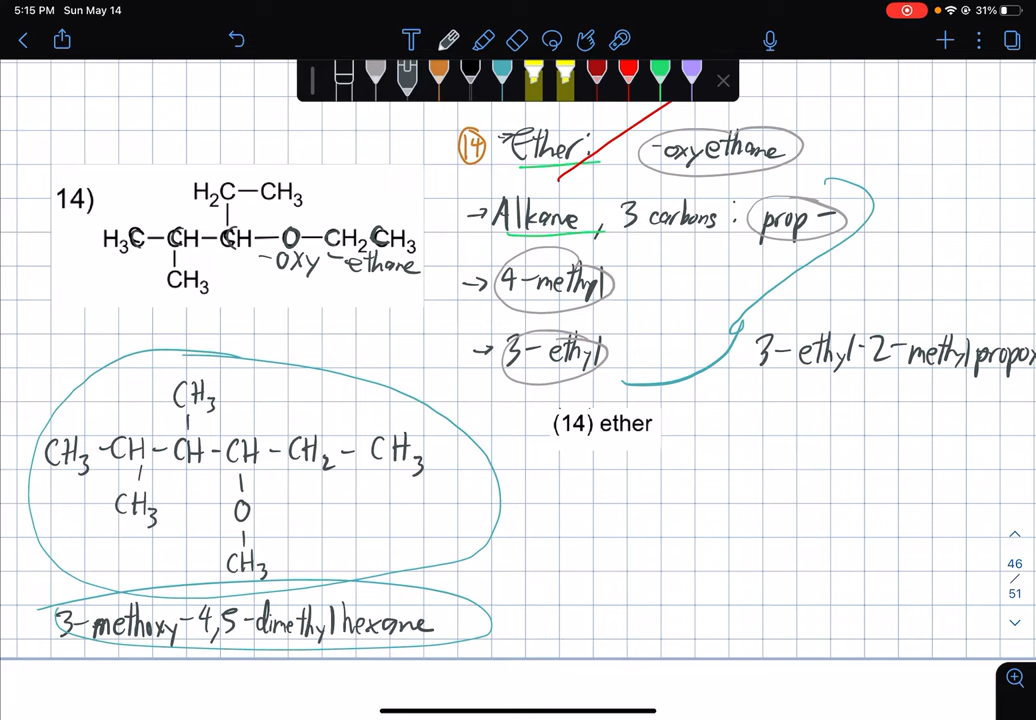 5:15 PM Sun May 14
31%
14) Ether: -oxyethane
14)
H₂C—CH₃
H₃C—CH—CH—O—CH₂CH₃
-oxy -ethane
CH₃
→ Alkane, 3 carbons: prop-
→ 4-methyl
→ 3-ethyl
3-ethyl-2-methylpropox
(14) ether
CH₃
CH₃-CH-CH-CH-CH₂-CH₃
CH₃ O
CH₃
3-methoxy-4,5-dimethylhexane
46
/
51